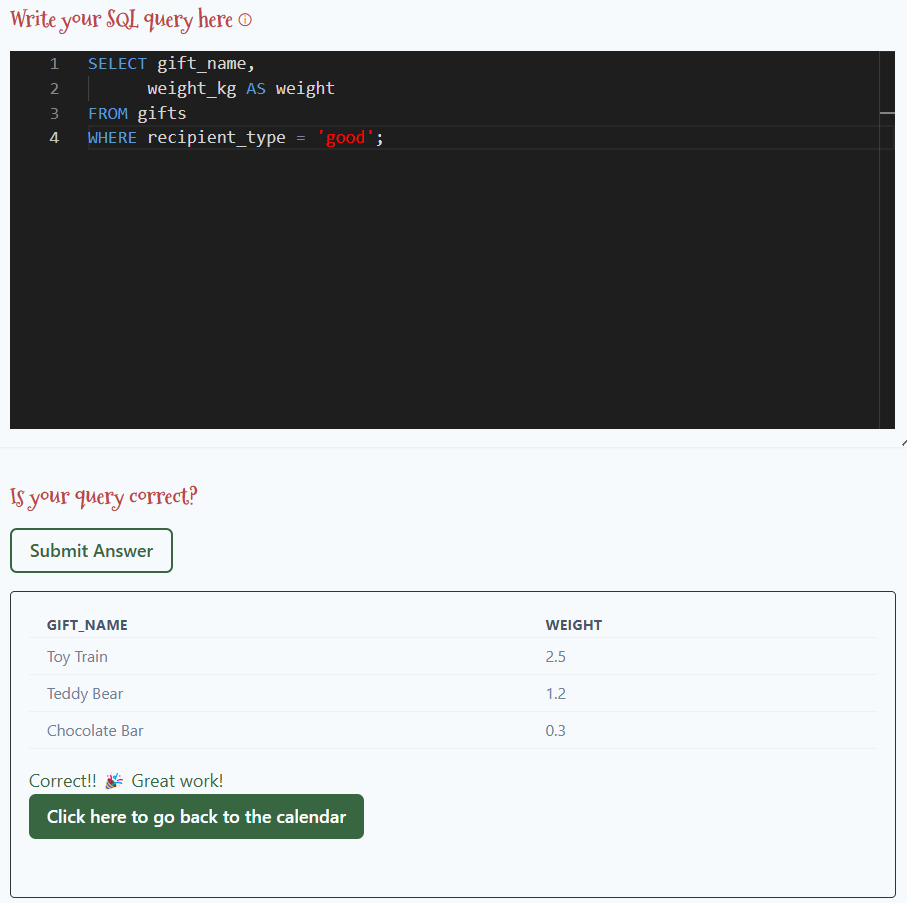 Write your SQL query here ⓘ
1 SELECT gift_name,
2       weight_kg AS weight
3 FROM gifts
4 WHERE recipient_type = 'good';
Is your query correct?
Submit Answer
GIFT_NAME WEIGHT
Toy Train 2.5
Teddy Bear 1.2
Chocolate Bar 0.3
Correct!! 🎉 Great work!
Click here to go back to the calendar